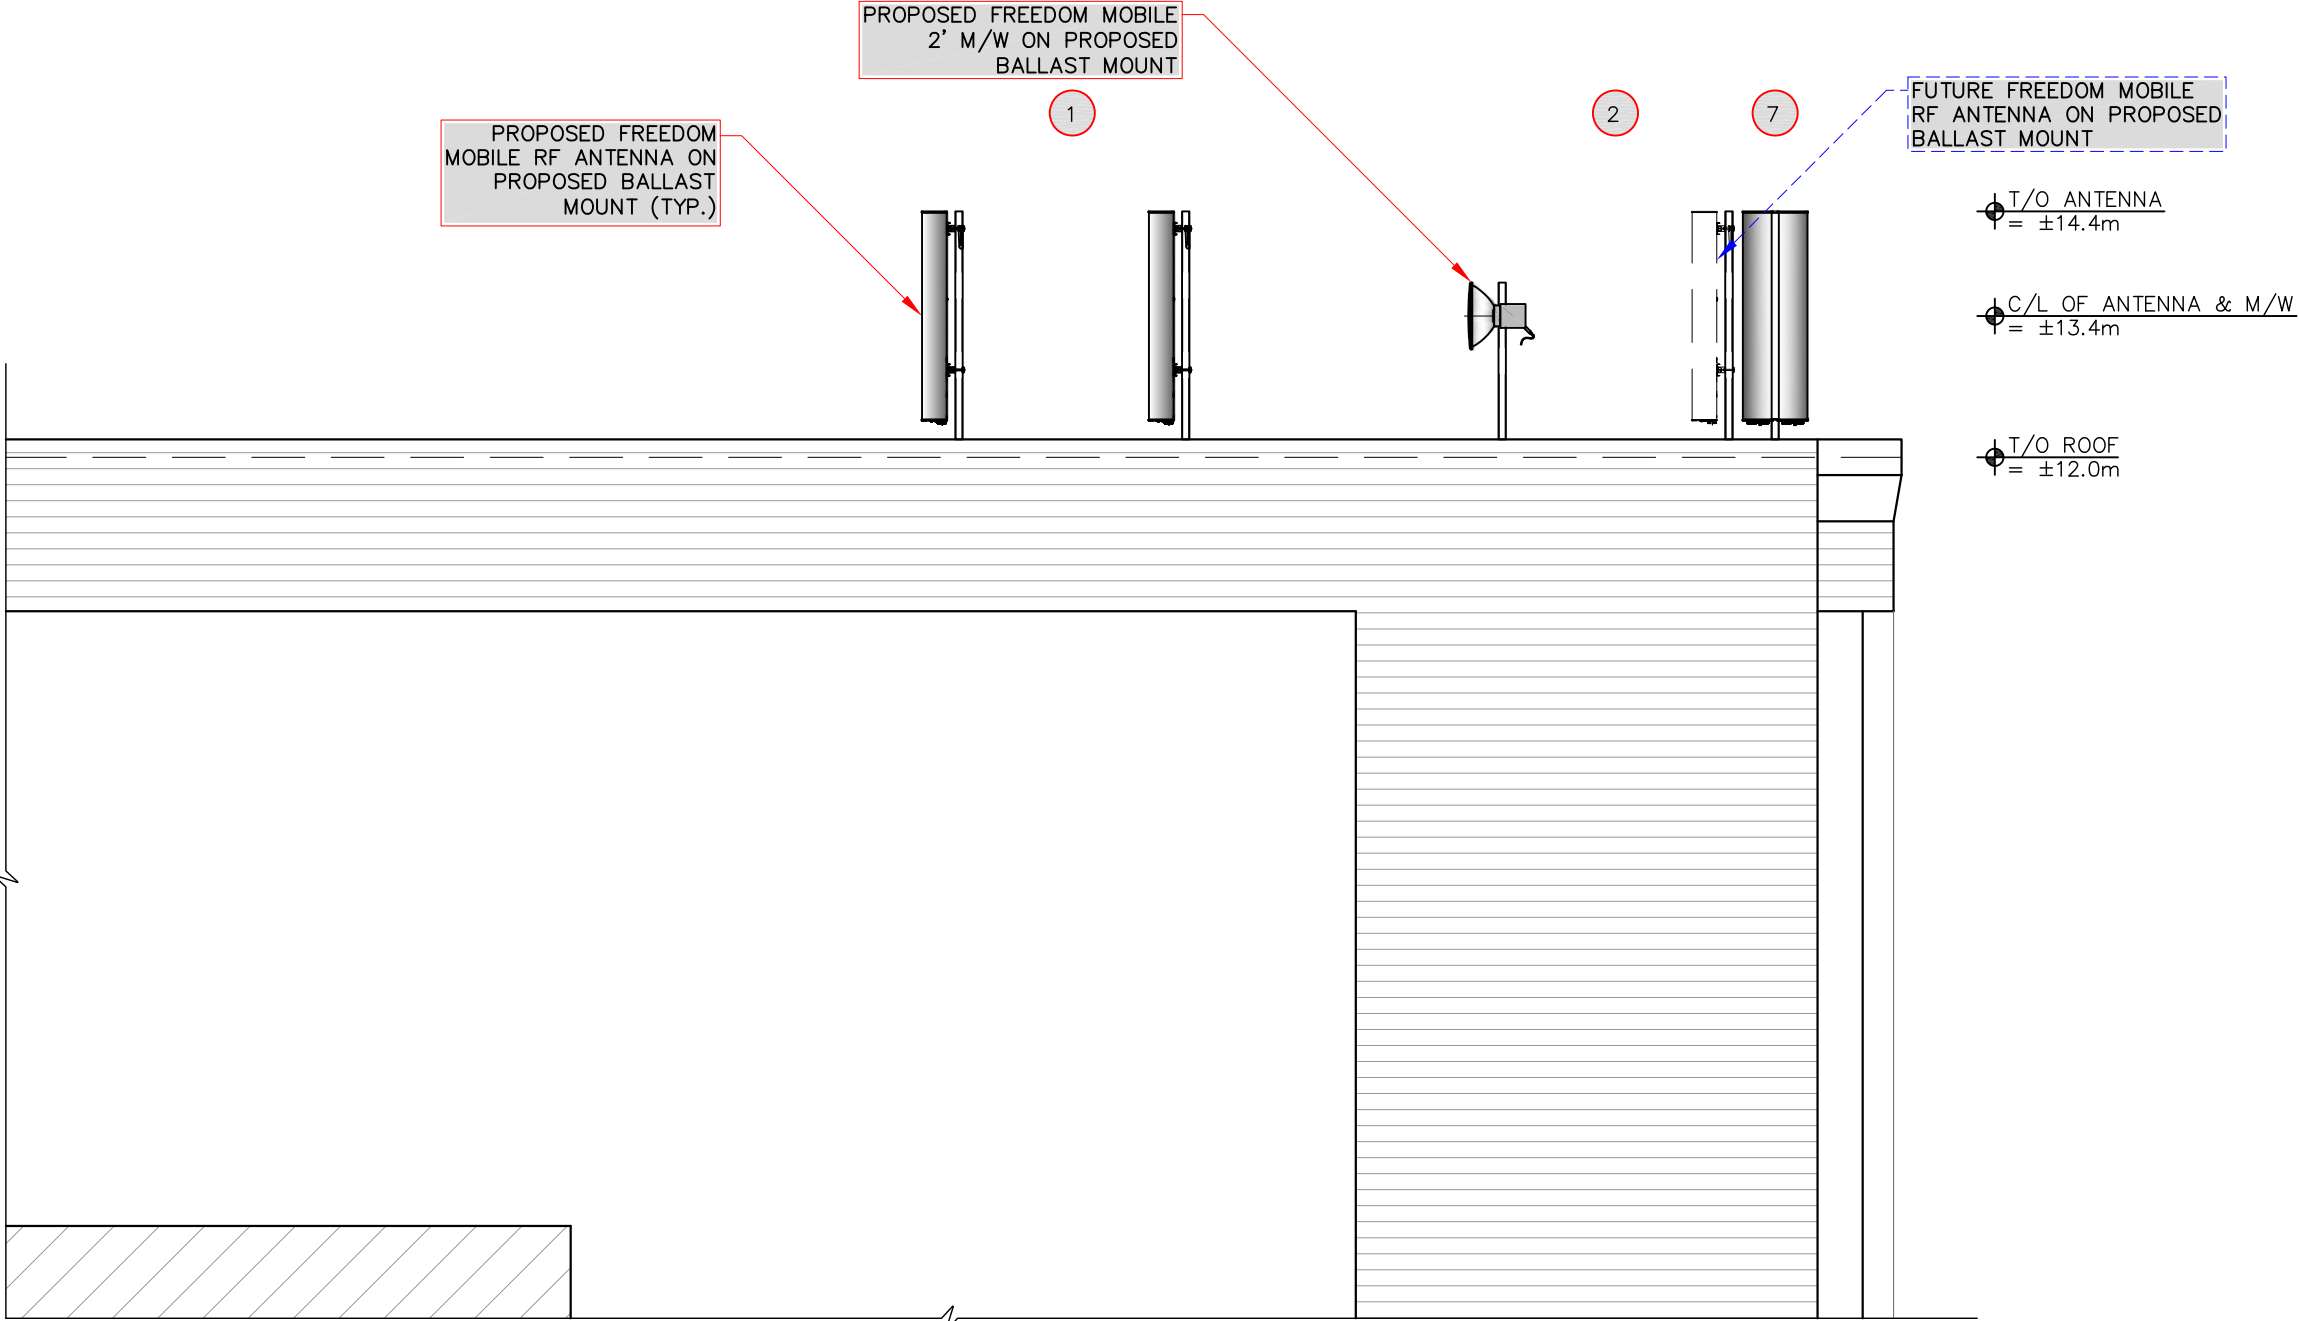 PROPOSED FREEDOM MOBILE
2' M/W ON PROPOSED
BALLAST MOUNT
PROPOSED FREEDOM
MOBILE RF ANTENNA ON
PROPOSED BALLAST
MOUNT (TYP.)
1
2
7
FUTURE FREEDOM MOBILE
RF ANTENNA ON PROPOSED
BALLAST MOUNT
T/O ANTENNA
= ±14.4m
C/L OF ANTENNA & M/W
= ±13.4m
T/O ROOF
= ±12.0m